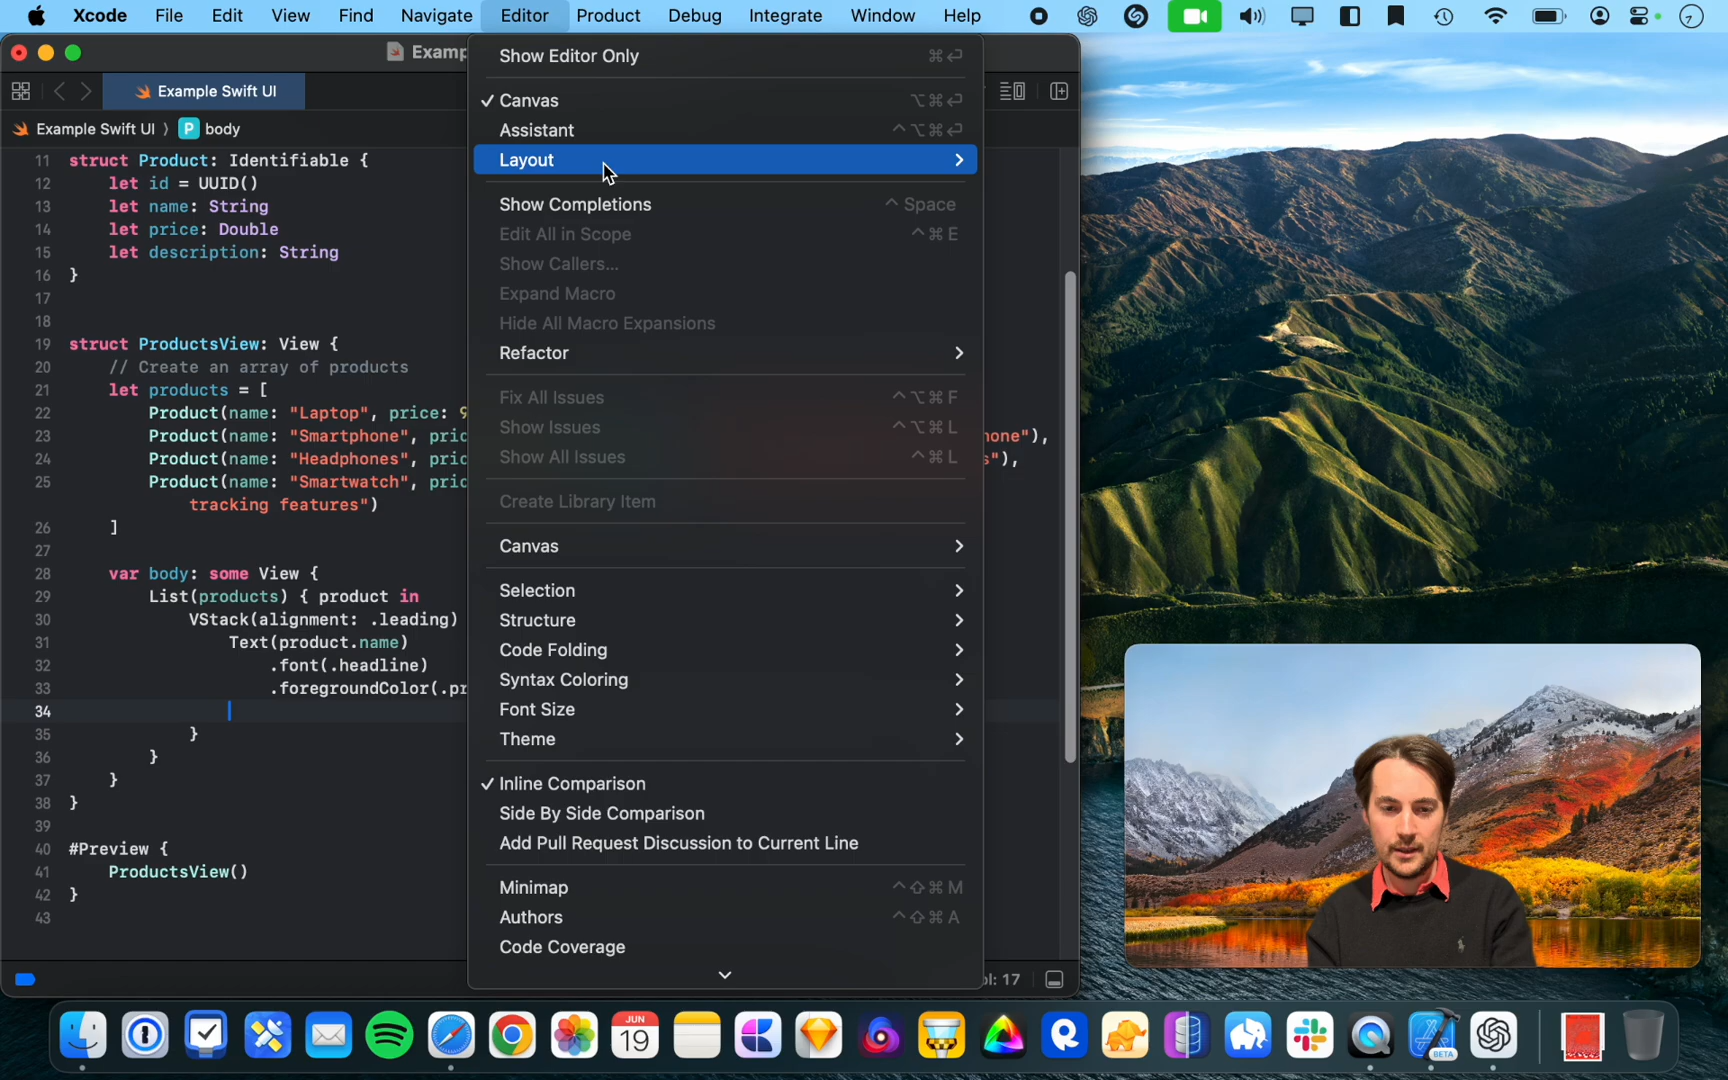 Xcode File Edit View Find Navigate Editor Product Debug Integrate Window Help
Examp
Example Swift UI
Example Swift UI
body
11 struct Product: Identifiable {
12 let id = UUID()
13 let name: String
14 let price: Double
15 let description: String
16 }
17
18
19 struct ProductsView: View {
20 // Create an array of products
21 let products = [
22 Product(name: "Laptop", price: 9
23 Product(name: "Smartphone", pric hone"),
24 Product(name: "Headphones", pric s"),
25 Product(name: "Smartwatch", pric
tracking features")
26 ]
27
28 var body: some View {
29 List(products) { product in
30 VStack(alignment: .leading)
31 Text(product.name)
32 .font(.headline)
33 .foregroundColor(.pr
34
35 }
36 }
37 }
38 }
39
40 #Preview {
41 ProductsView()
42 }
43
Show Editor Only ⌘↩
✓ Canvas ⌥⌘↩
Assistant ^⌥⌘↩
Layout >
Show Completions ^ Space
Edit All in Scope ^⌘E
Show Callers...
Expand Macro
Hide All Macro Expansions
Refactor >
Fix All Issues ^⌥⌘F
Show Issues ^⌥⌘L
Show All Issues ^⌘L
Create Library Item
Canvas >
Selection >
Structure >
Code Folding >
Syntax Coloring >
Font Size >
Theme >
✓ Inline Comparison
Side By Side Comparison
Add Pull Request Discussion to Current Line
Minimap ^⇧⌘M
Authors ^⇧⌘A
Code Coverage
ol: 17
JUN
19
BETA